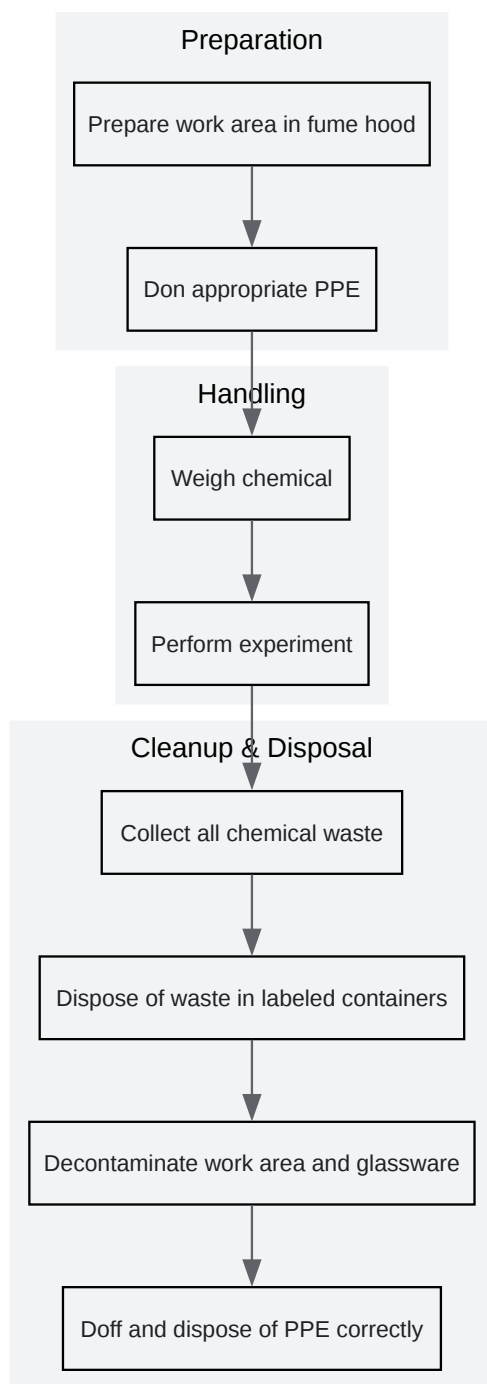 Preparation
Prepare work area in fume hood
Don appropriate PPE
Handling
Weigh chemical
Perform experiment
Cleanup & Disposal
Collect all chemical waste
Dispose of waste in labeled containers
Decontaminate work area and glassware
Doff and dispose of PPE correctly